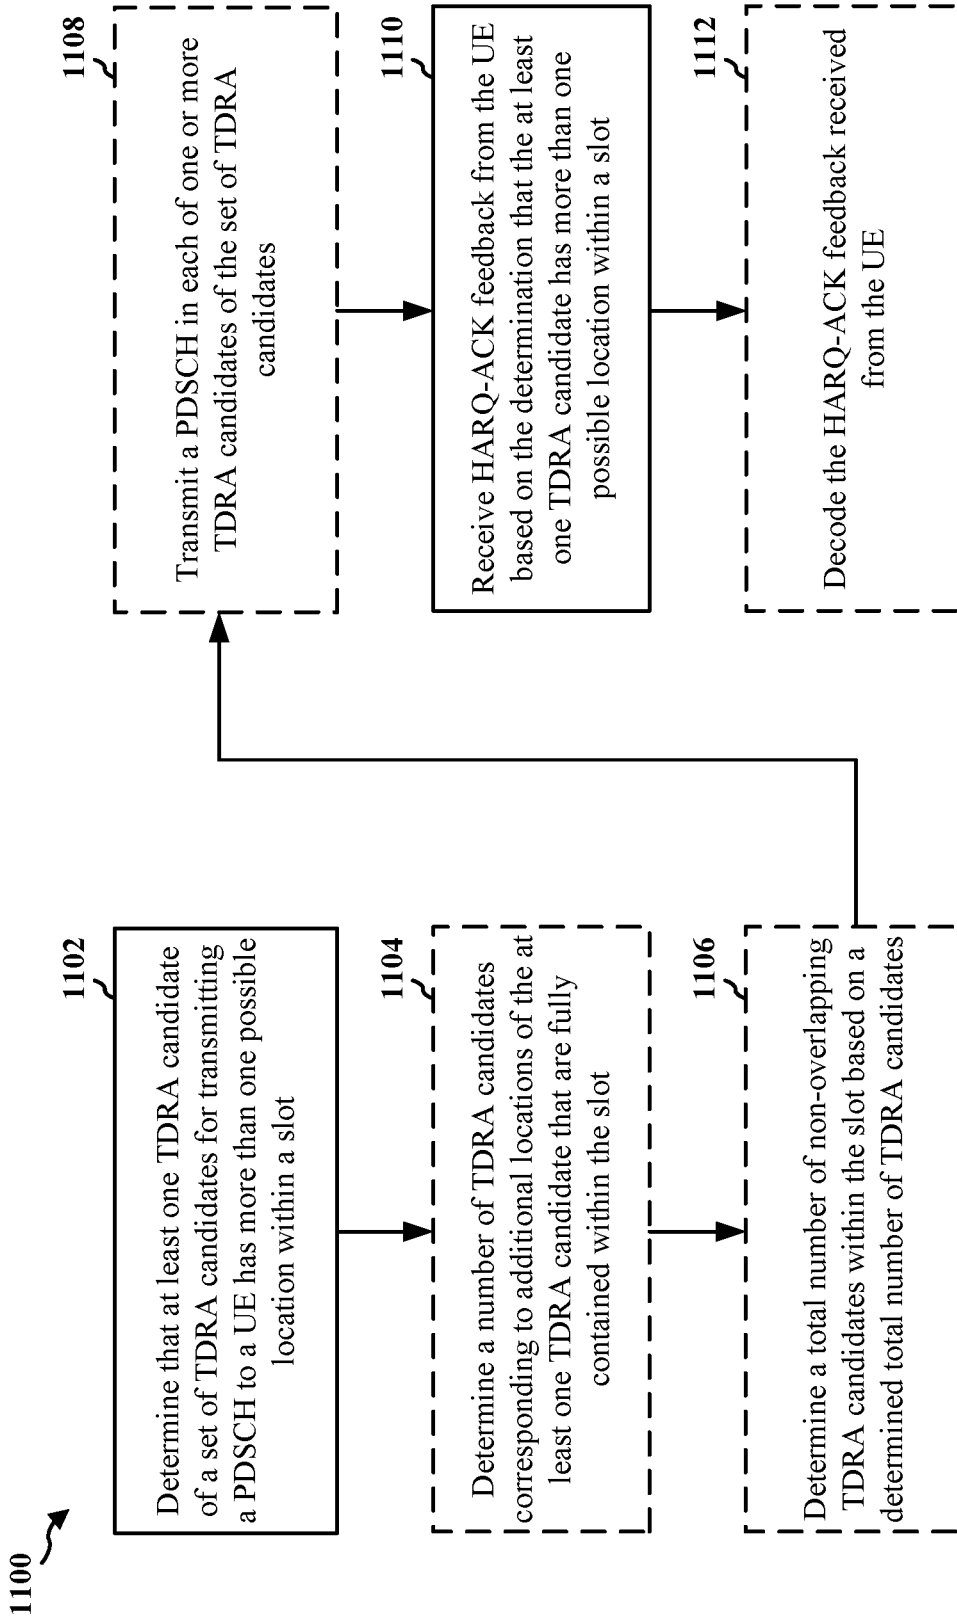 1100
1102
Determine that at least one TDRA candidate
of a set of TDRA candidates for transmitting
a PDSCH to a UE has more than one possible
location within a slot
1104
Determine a number of TDRA candidates
corresponding to additional locations of the at
least one TDRA candidate that are fully
contained within the slot
1106
Determine a total number of non-overlapping
TDRA candidates within the slot based on a
determined total number of TDRA candidates
1108
Transmit a PDSCH in each of one or more
TDRA candidates of the set of TDRA
candidates
1110
Receive HARQ-ACK feedback from the UE
based on the determination that the at least
one TDRA candidate has more than one
possible location within a slot
1112
Decode the HARQ-ACK feedback received
from the UE